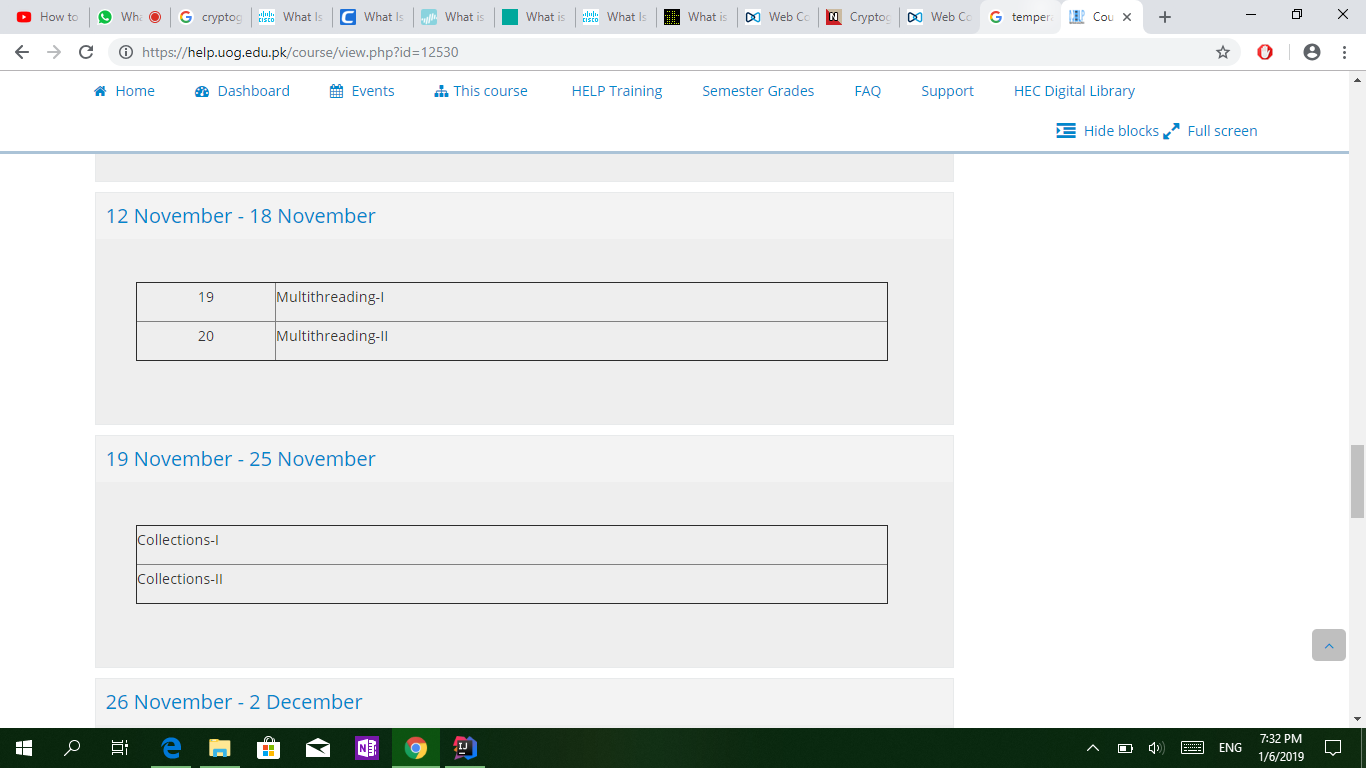 How to
Wha
cryptog
What Is
What Is
What is
What is
What Is
What is
Web Co
Cryptog
Web Co
temper
Cou
https://help.uog.edu.pk/course/view.php?id=12530
Home Dashboard Events This course HELP Training Semester Grades FAQ Support HEC Digital Library
Hide blocks Full screen
12 November - 18 November
19 Multithreading-I
20 Multithreading-II
19 November - 25 November
Collections-I
Collections-II
26 November - 2 December
ENG
7:32 PM
1/6/2019